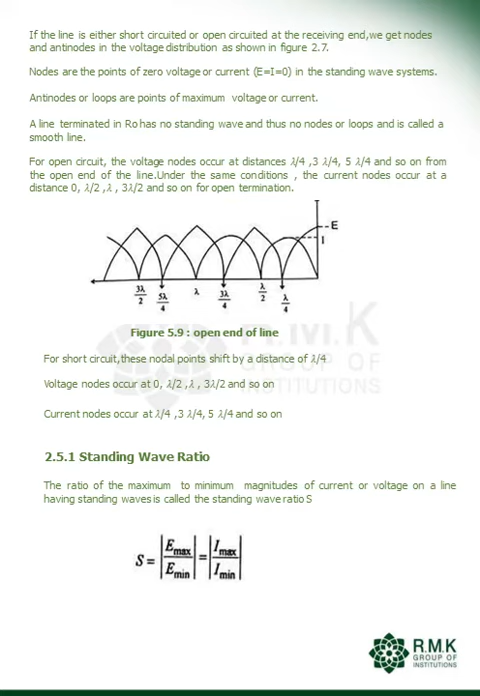 If the line is either short circuited or open circuited at the receiving end,we get nodes
and antinodes in the voltage distribution as shown in figure 2.7.
Nodes are the points of zero voltage or current (E=I=0) in the standing wave systems.
Antinodes or loops are points of maximum voltage or current.
A line terminated in Ro has no standing wave and thus no nodes or loops and is called a
smooth line.
For open circuit, the voltage nodes occur at distances λ/4 ,3 λ/4, 5 λ/4 and so on from
the open end of the line.Under the same conditions , the current nodes occur at a
distance 0, λ/2 ,λ , 3λ/2 and so on for open termination.
E
I
3λ/2 5λ/4 λ 3λ/4 λ/2 λ/4
Figure 5.9 : open end of line
For short circuit,these nodal points shift by a distance of λ/4
Voltage nodes occur at 0, λ/2 ,λ , 3λ/2 and so on
Current nodes occur at λ/4 ,3 λ/4, 5 λ/4 and so on
2.5.1 Standing Wave Ratio
The ratio of the maximum to minimum magnitudes of current or voltage on a line
having standing waves is called the standing wave ratio S
S = |Emax/Emin| = |Imax/Imin|
R.M.K
GROUP OF
INSTITUTIONS
R.M.K
GROUP OF
INSTITUTIONS